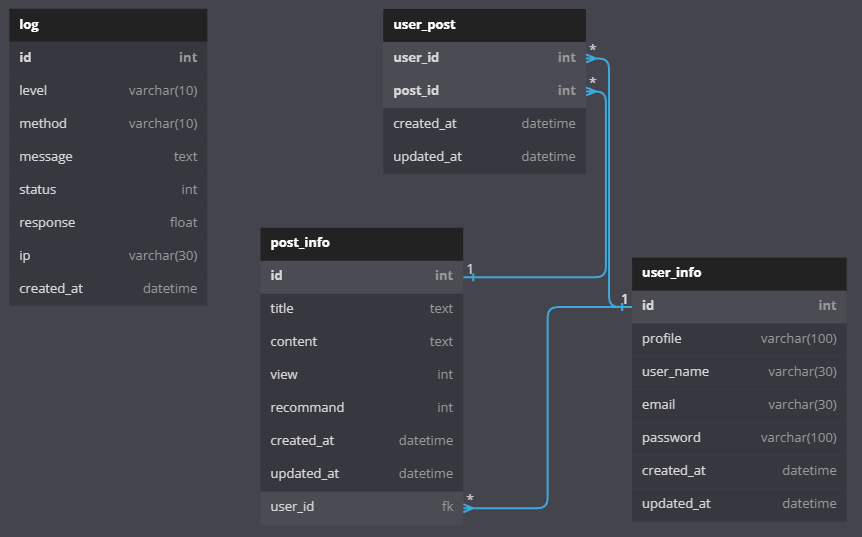 log
id int
level varchar(10)
method varchar(10)
message text
status int
response float
ip varchar(30)
created_at datetime
user_post
user_id int *
post_id int *
created_at datetime
updated_at datetime
post_info
id int 1
title text
content text
view int
recommand int
created_at datetime
updated_at datetime
user_id fk *
user_info
1 id int
profile varchar(100)
user_name varchar(30)
email varchar(30)
password varchar(100)
created_at datetime
updated_at datetime